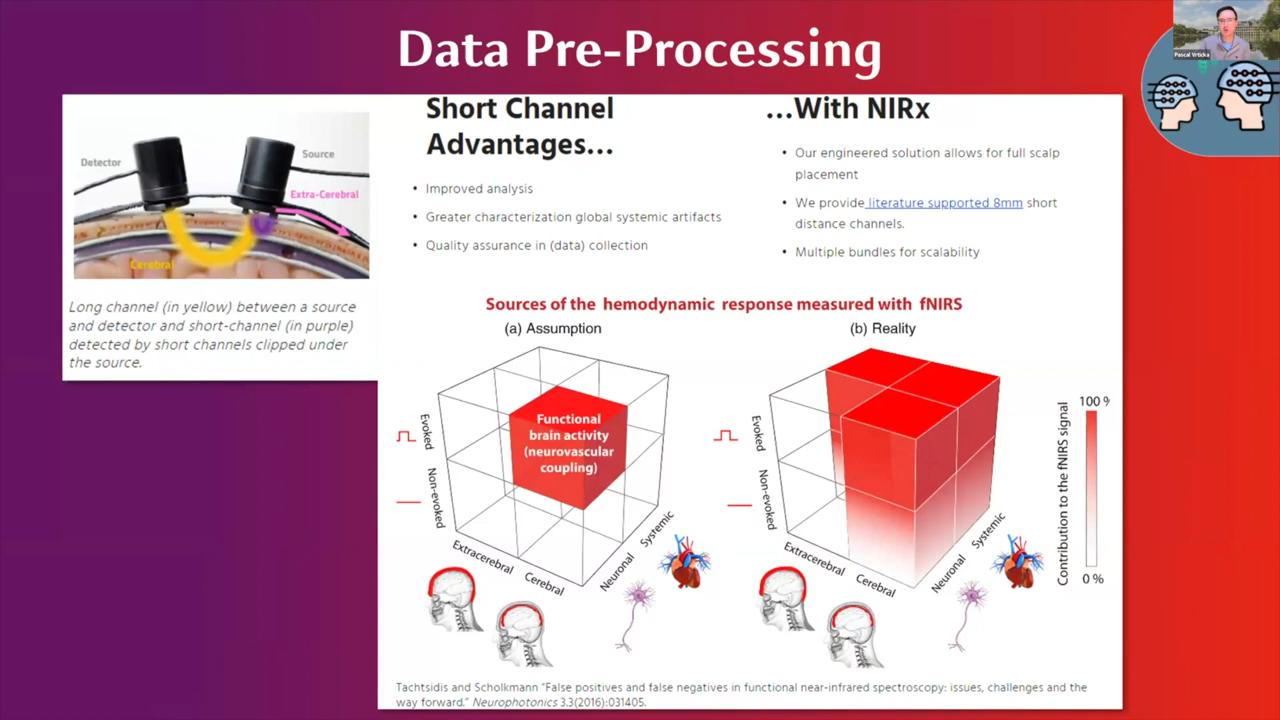 Data Pre-Processing
Pascal Vrticka
Detector
Source
Extra-Cerebral
Cerebral
Long channel (in yellow) between a source
and detector and short-channel (in purple)
detected by short channels clipped under
the source.
Short Channel
Advantages...
• Improved analysis
• Greater characterization global systemic artifacts
• Quality assurance in (data) collection
...With NIRx
• Our engineered solution allows for full scalp
placement
• We provide literature supported 8mm short
distance channels.
• Multiple bundles for scalability
Sources of the hemodynamic response measured with fNIRS
(a) Assumption
Evoked
Non-evoked
Functional
brain activity
(neurovascular
coupling)
Extracerebral
Cerebral
Neuronal
Systemic
(b) Reality
Evoked
Non-evoked
Extracerebral
Cerebral
Neuronal
Systemic
Contribution to the fNIRS signal
100 %
0 %
Tachtsidis and Scholkmann "False positives and false negatives in functional near-infrared spectroscopy: issues, challenges and the
way forward." Neurophotonics 3.3(2016):031405.